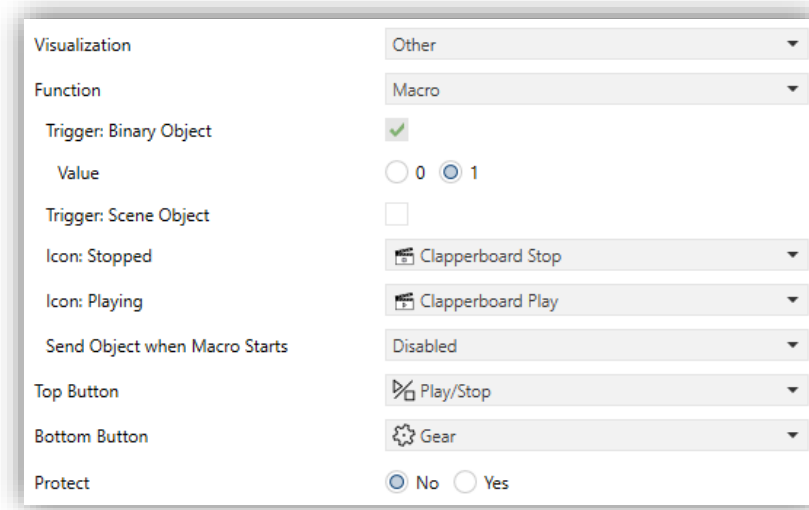 Visualization Other
Function Macro
Trigger: Binary Object
Value 0 1
Trigger: Scene Object
Icon: Stopped Clapperboard Stop
Icon: Playing Clapperboard Play
Send Object when Macro Starts Disabled
Top Button Play/Stop
Bottom Button Gear
Protect No Yes